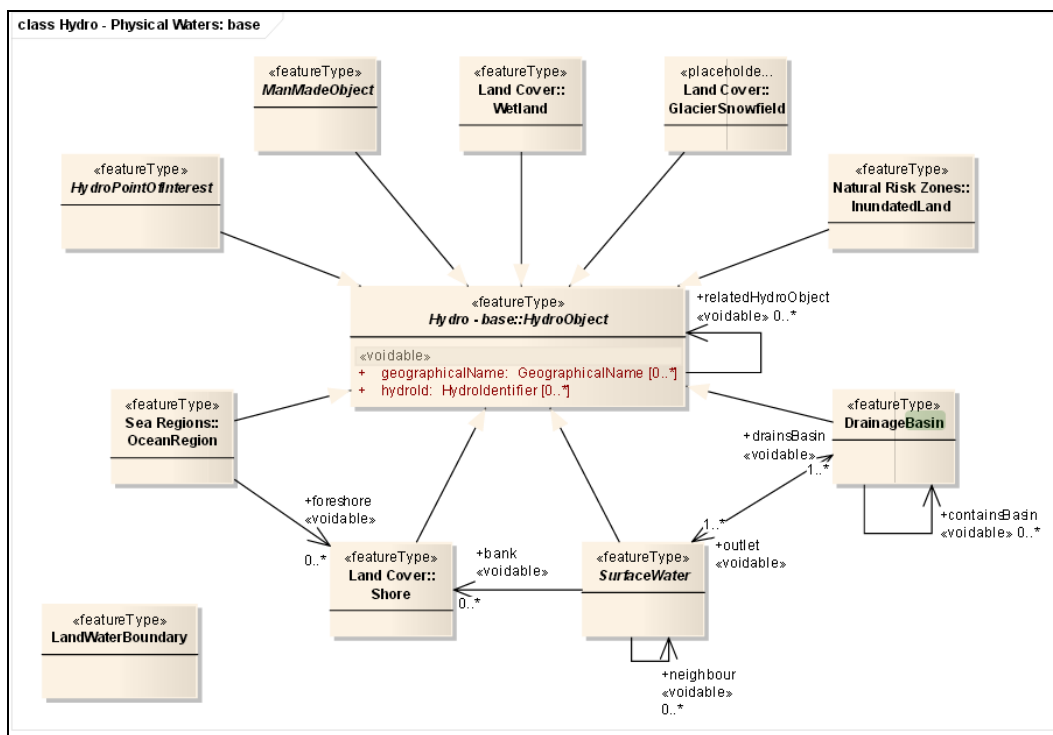 class Hydro - Physical Waters: base
«featureType»
ManMadeObject
«featureType»
Land Cover::
Wetland
«placeholde...
Land Cover::
GlacierSnowfield
«featureType»
HydroPointOfInterest
«featureType»
Natural Risk Zones::
InundatedLand
«featureType»
Hydro - base::HydroObject
«voidable»
+ geographicalName: GeographicalName [0..*]
+ hydroId: HydroIdentifier [0..*]
+relatedHydroObject
«voidable» 0..*
«featureType»
Sea Regions::
OceanRegion
«featureType»
DrainageBasin
+drainsBasin
«voidable»
1..*
+containsBasin
«voidable» 0..*
+foreshore
«voidable»
0..*
1..*
+outlet
«voidable»
«featureType»
Land Cover::
Shore
+bank
«voidable»
0..*
«featureType»
SurfaceWater
+neighbour
«voidable»
0..*
«featureType»
LandWaterBoundary